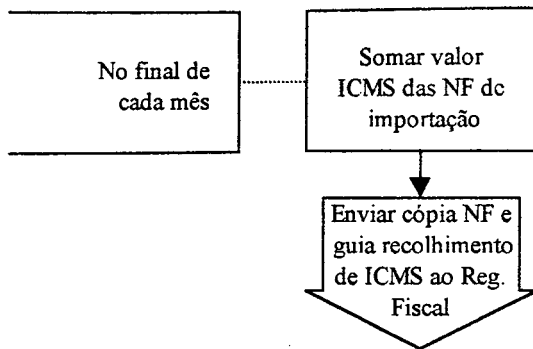 No final de
cada mês
Somar valor
ICMS das NF de
importação
Enviar cópia NF e
guia recolhimento
de ICMS ao Reg.
Fiscal